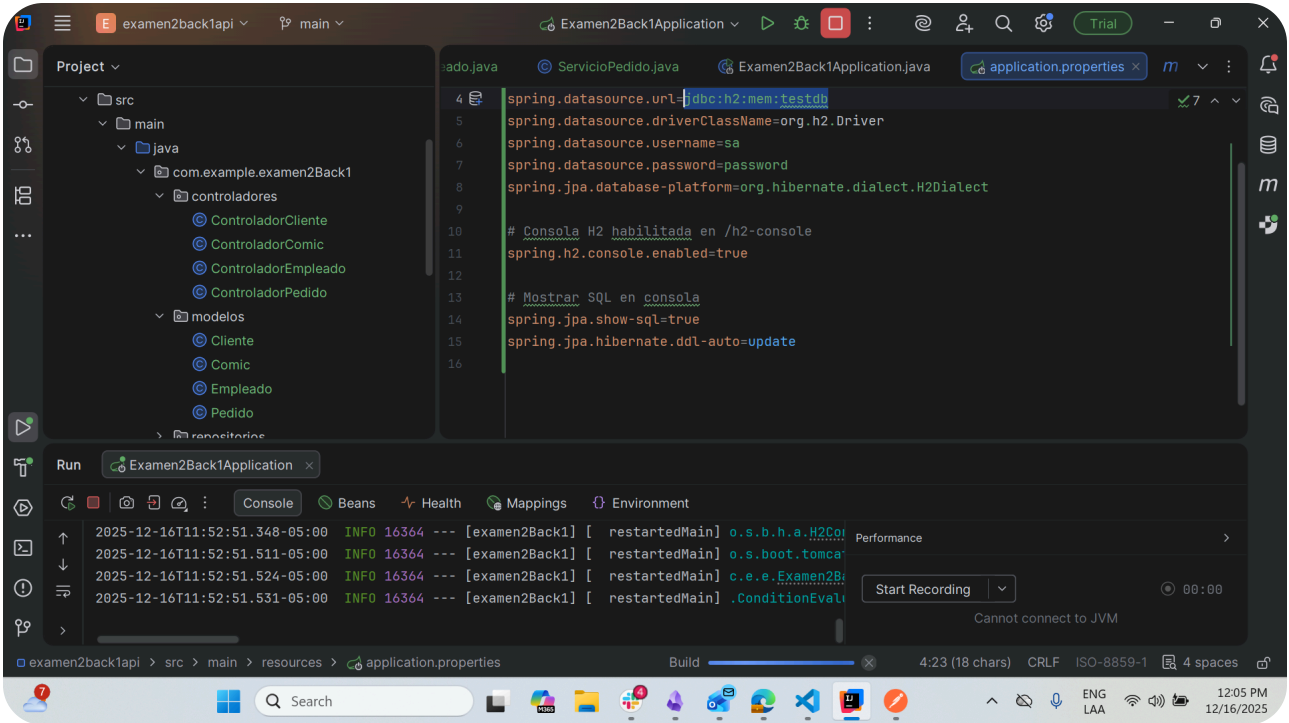 E examen2back1api main Examen2Back1Application Trial
Project
src
main
java
com.example.examen2Back1
controladores
ControladorCliente
ControladorComic
ControladorEmpleado
ControladorPedido
modelos
Cliente
Comic
Empleado
Pedido
repositorios
ado.java ServicioPedido.java Examen2Back1Application.java application.properties m
7
4 spring.datasource.url=jdbc:h2:mem:testdb
5 spring.datasource.driverClassName=org.h2.Driver
6 spring.datasource.username=sa
7 spring.datasource.password=password
8 spring.jpa.database-platform=org.hibernate.dialect.H2Dialect
9
10 # Consola H2 habilitada en /h2-console
11 spring.h2.console.enabled=true
12
13 # Mostrar SQL en consola
14 spring.jpa.show-sql=true
15 spring.jpa.hibernate.ddl-auto=update
16
m
Run Examen2Back1Application
Console Beans Health Mappings Environment
2025-12-16T11:52:51.348-05:00 INFO 16364 --- [examen2Back1] [ restartedMain] o.s.b.h.a.H2Con
2025-12-16T11:52:51.511-05:00 INFO 16364 --- [examen2Back1] [ restartedMain] o.s.boot.tomca
2025-12-16T11:52:51.524-05:00 INFO 16364 --- [examen2Back1] [ restartedMain] c.e.e.Examen2Ba
2025-12-16T11:52:51.531-05:00 INFO 16364 --- [examen2Back1] [ restartedMain] .ConditionEvalu
Performance
Start Recording 00:00
Cannot connect to JVM
examen2back1api > src > main > resources > application.properties Build 4:23 (18 chars) CRLF ISO-8859-1 4 spaces
7 Search M365 4 ENG 12:05 PM
LAA 12/16/2025